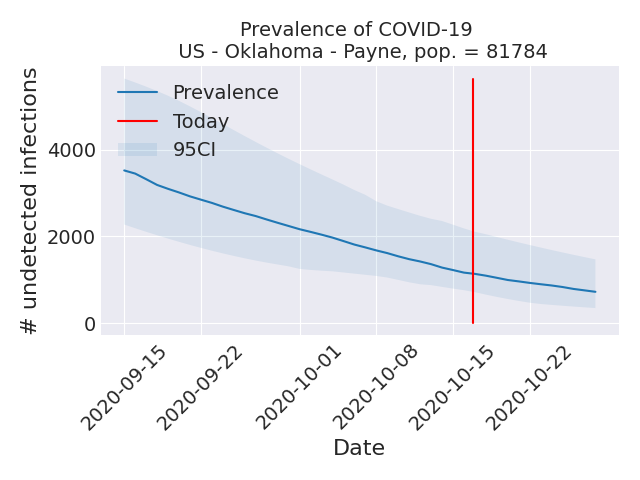 Prevalence of COVID-19
US - Oklahoma - Payne, pop. = 81784
# undetected infections
4000
2000
0
Prevalence
Today
95CI
2020-09-15
2020-09-22
2020-10-01
2020-10-08
2020-10-15
2020-10-22
Date